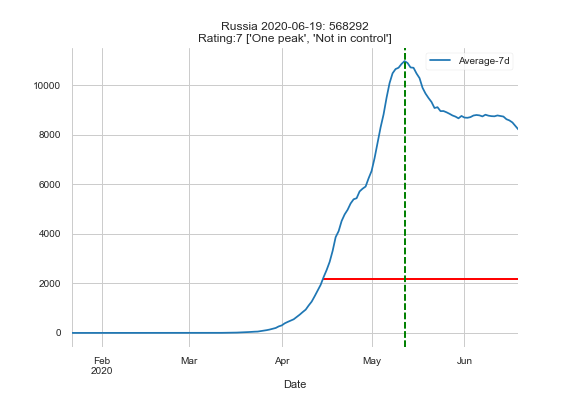 Russia 2020-06-19: 568292
Rating:7 ['One peak', 'Not in control']
Average-7d
10000
8000
6000
4000
2000
0
Feb Mar Apr May Jun
2020
Date